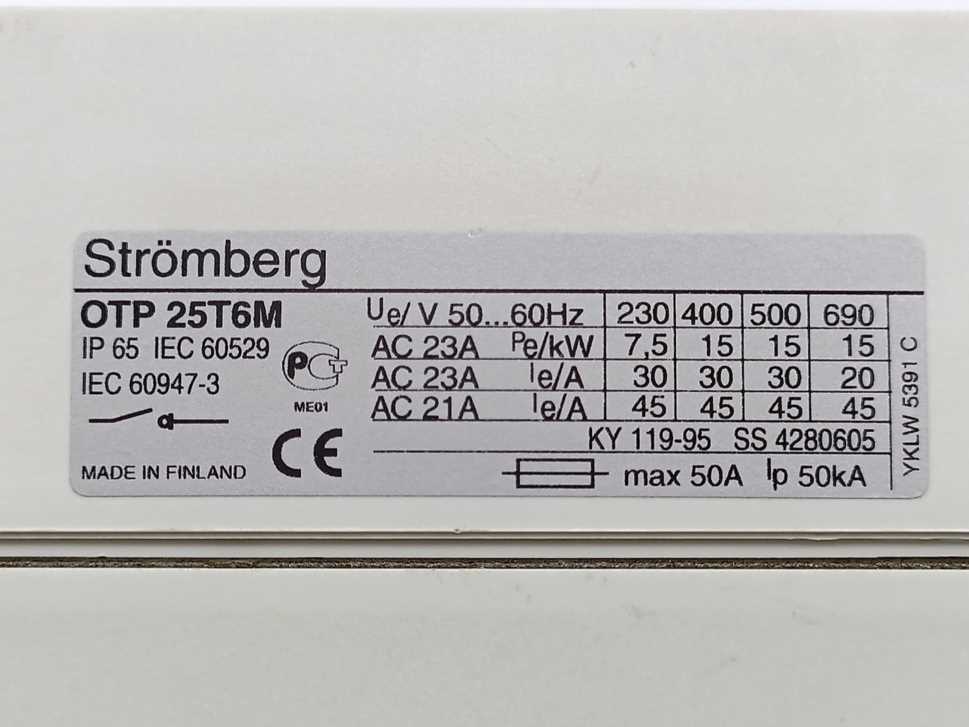 Strömberg
OTP 25T6M
IP 65 IEC 60529
IEC 60947-3
PCT
ME01
CE
MADE IN FINLAND
Ue/ V 50...60Hz 230 400 500 690
AC 23A Pe/kW 7,5 15 15 15
AC 23A Ie/A 30 30 30 20
AC 21A Ie/A 45 45 45 45
KY 119-95 SS 4280605
max 50A Ip 50kA
YKLW 5391 C